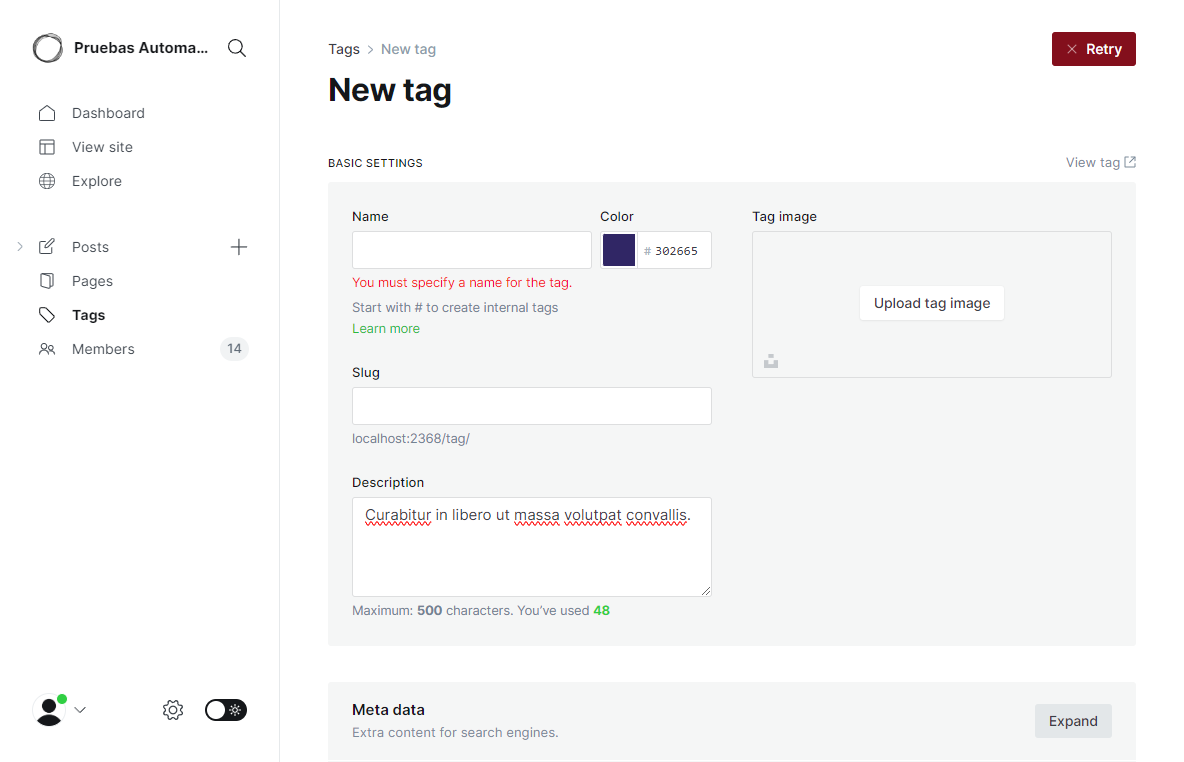 Pruebas Automa...
Dashboard
View site
Explore
Posts
Pages
Tags
Members
14
Tags > New tag
Retry
New tag
BASIC SETTINGS
View tag
Name
Color
# 302665
You must specify a name for the tag.
Start with # to create internal tags
Learn more
Slug
localhost:2368/tag/
Description
Curabitur in libero ut massa volutpat convallis.
Maximum: 500 characters. You’ve used 48
Tag image
Upload tag image
Meta data
Extra content for search engines.
Expand